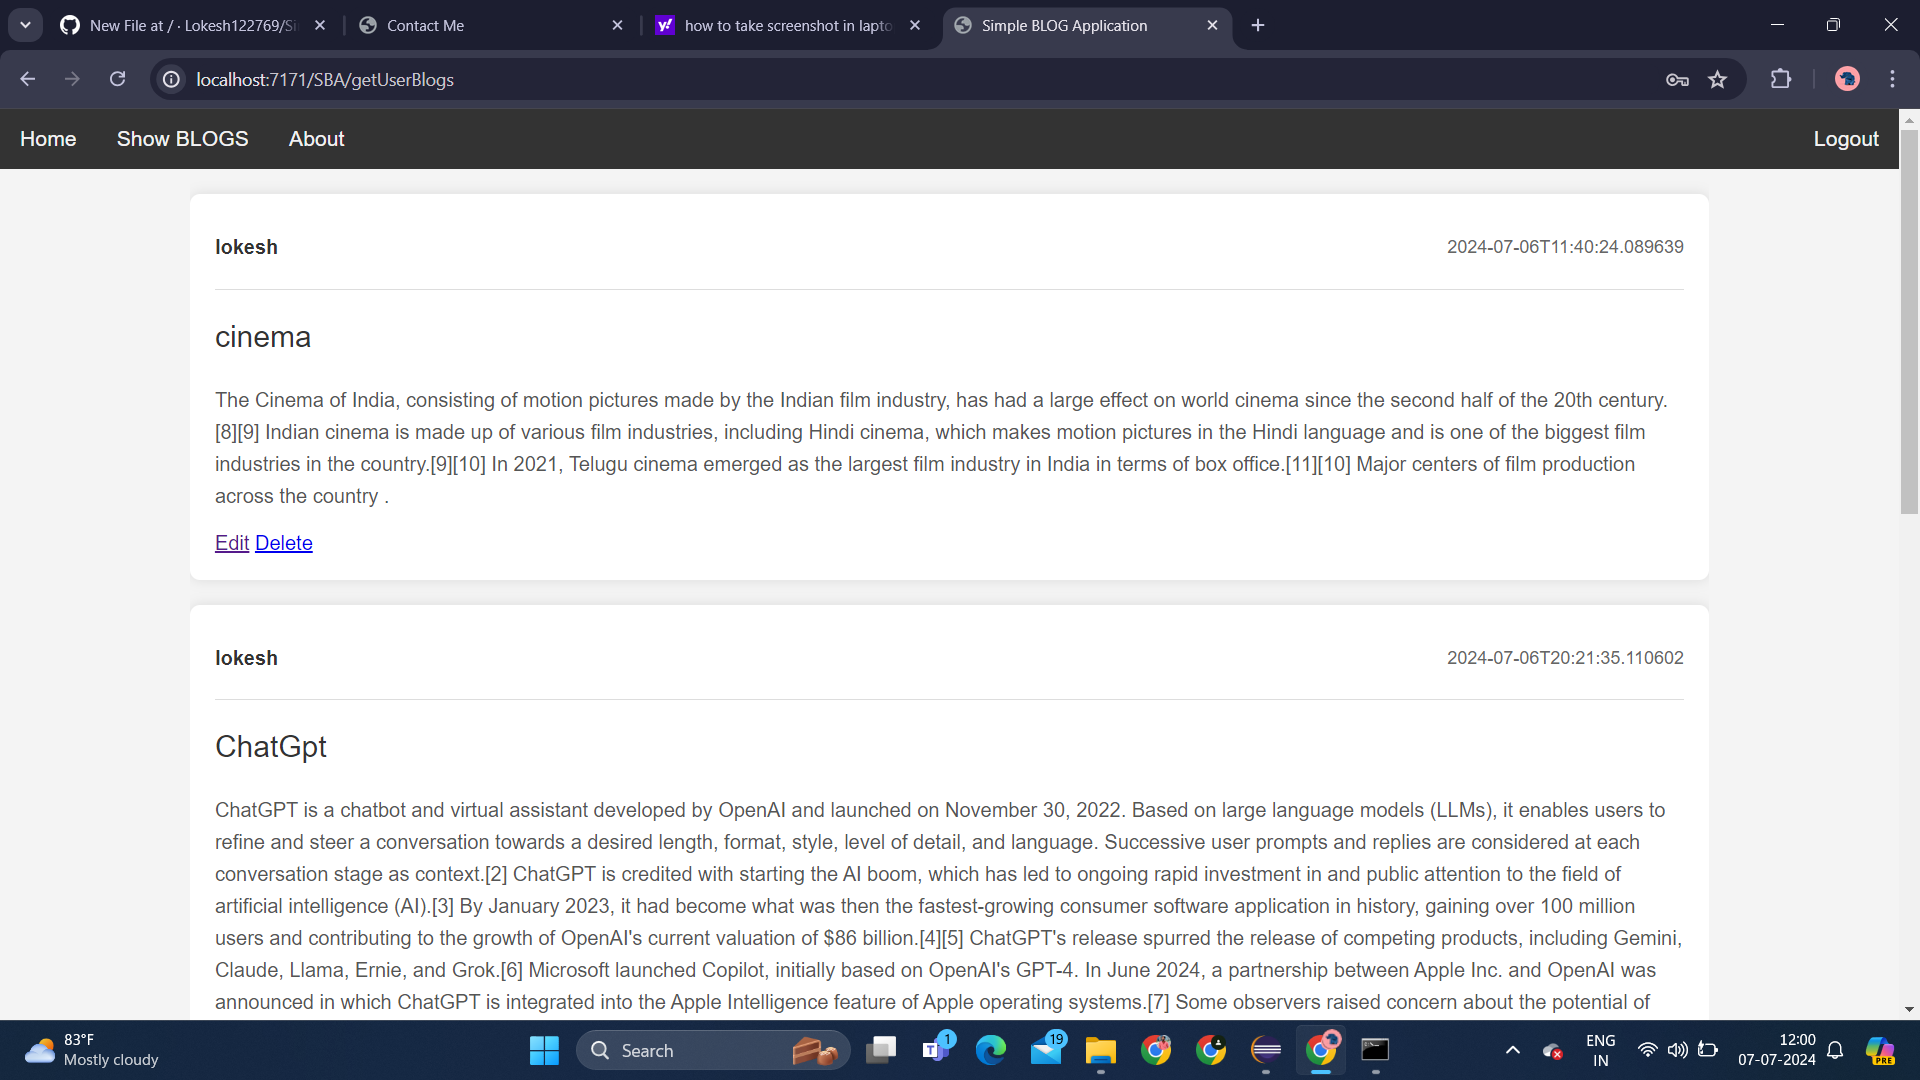 New File at / · Lokesh122769/Si
Contact Me
how to take screenshot in lapto
Simple BLOG Application
localhost:7171/SBA/getUserBlogs
Home Show BLOGS About Logout
lokesh 2024-07-06T11:40:24.089639
cinema
The Cinema of India, consisting of motion pictures made by the Indian film industry, has had a large effect on world cinema since the second half of the 20th century.
[8][9] Indian cinema is made up of various film industries, including Hindi cinema, which makes motion pictures in the Hindi language and is one of the biggest film
industries in the country.[9][10] In 2021, Telugu cinema emerged as the largest film industry in India in terms of box office.[11][10] Major centers of film production
across the country .
Edit Delete
lokesh 2024-07-06T20:21:35.110602
ChatGpt
ChatGPT is a chatbot and virtual assistant developed by OpenAI and launched on November 30, 2022. Based on large language models (LLMs), it enables users to
refine and steer a conversation towards a desired length, format, style, level of detail, and language. Successive user prompts and replies are considered at each
conversation stage as context.[2] ChatGPT is credited with starting the AI boom, which has led to ongoing rapid investment in and public attention to the field of
artificial intelligence (AI).[3] By January 2023, it had become what was then the fastest-growing consumer software application in history, gaining over 100 million
users and contributing to the growth of OpenAI's current valuation of $86 billion.[4][5] ChatGPT's release spurred the release of competing products, including Gemini,
Claude, Llama, Ernie, and Grok.[6] Microsoft launched Copilot, initially based on OpenAI's GPT-4. In June 2024, a partnership between Apple Inc. and OpenAI was
announced in which ChatGPT is integrated into the Apple Intelligence feature of Apple operating systems.[7] Some observers raised concern about the potential of
83°F
Mostly cloudy
Search
1
19
ENG
IN
12:00
07-07-2024
PRE